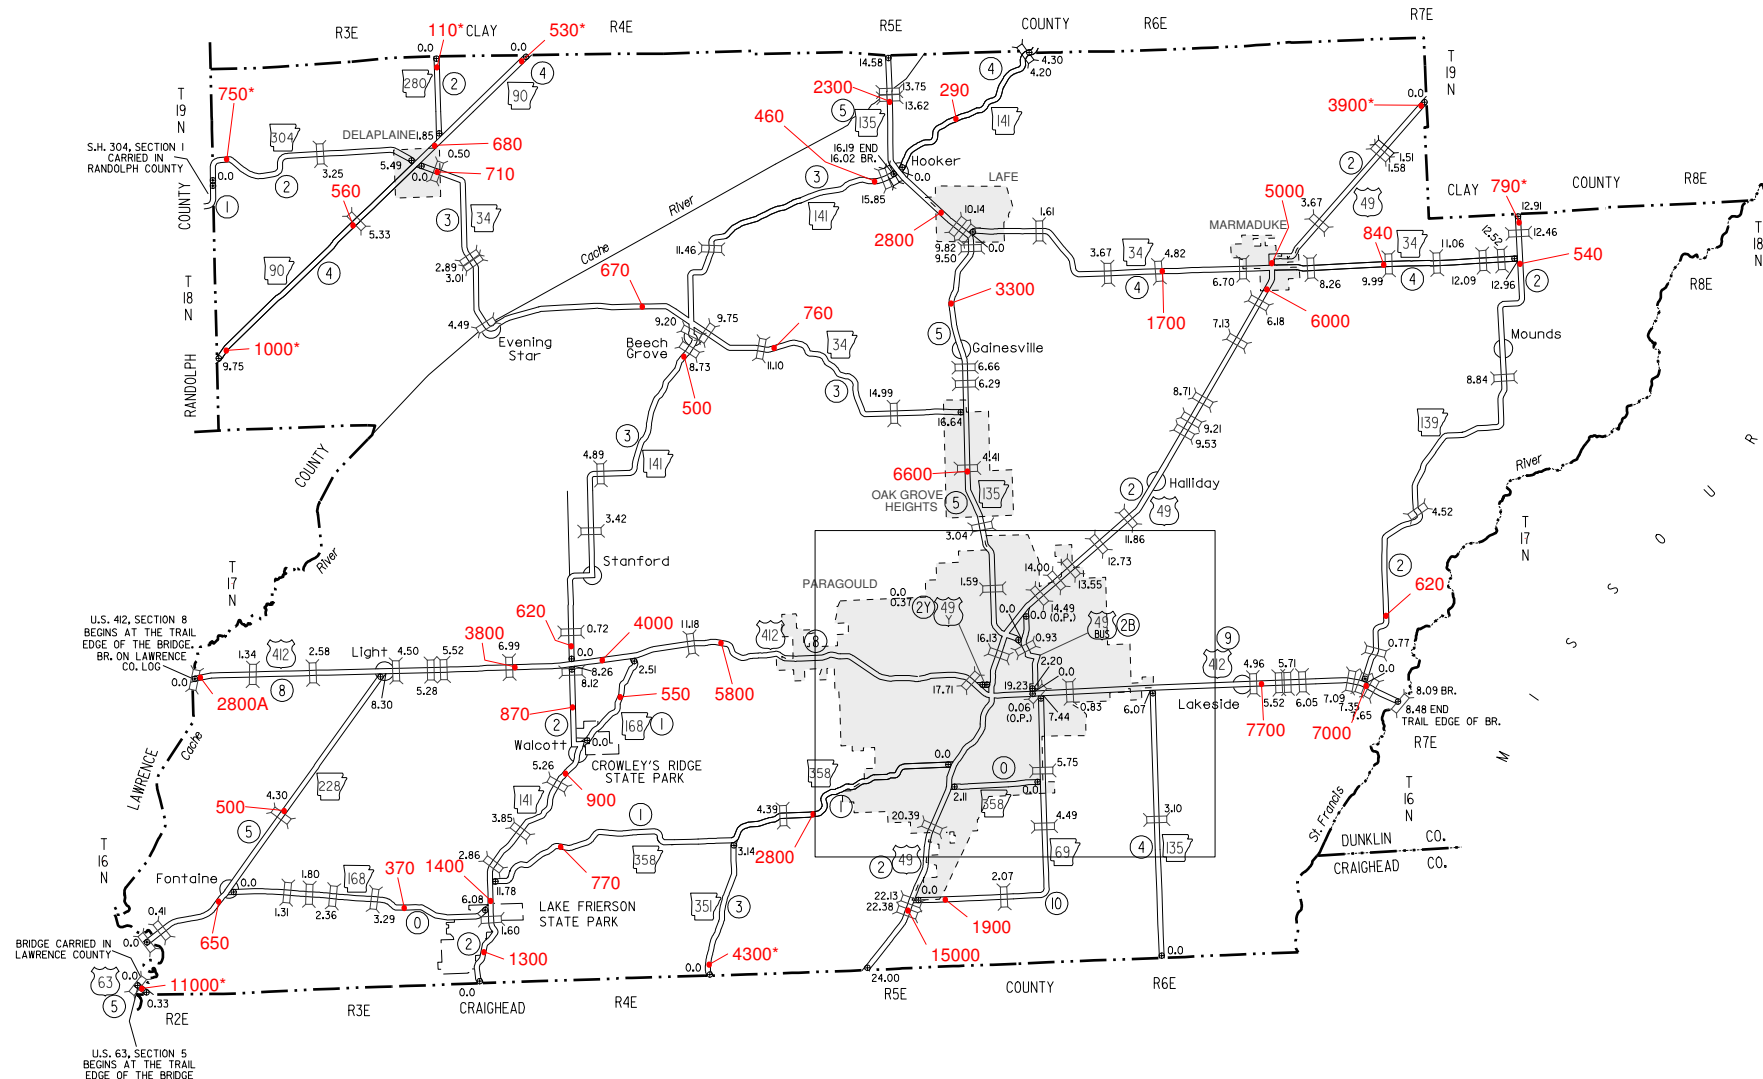 R3E
110*
CLAY
530*
R4E
R5E
COUNTY
R6E
R7E
0.0
0.0
14.58
4.30
4.20
T
19
N
T
19
N
750*
280
2
4
90
2300
13.75
13.62
5
135
290
4
141
3900*
0.0
304
DELAPLAINE
1.85
680
0.50
460
16.19 END
16.02 BR.
Hooker
0.0
2
1.51
1.58
S.H. 304, SECTION 1
CARRIED IN
RANDOLPH COUNTY
0.0
3.25
2
5.49
0.0
710
3
15.85
LAFE
CLAY
COUNTY
R8E
790*
12.91
1
COUNTY
560
5.33
3
34
River
141
2800
10.14
1.61
5000
3.67
49
MARMADUKE
840
34
11.06
12.52
12.46
T
18
N
90
4
2.89
3.01
Cache
11.46
9.82
9.50
0.0
3.67
34
4.82
540
T
18
N
670
3300
4
1700
6.70
8.26
9.99
4
12.09
12.96
2
R8E
6000
6.18
1000*
9.75
4.49
Evening
Star
9.20
9.75
760
Beech
Grove
8.73
11.10
34
5
Gainesville
7.13
Mounds
RANDOLPH
500
3
14.99
6.66
6.29
8.71
8.84
16.64
9.21
9.53
139
3
141
4.89
4.41
6600
COUNTY
OAK GROVE
HEIGHTS
5
135
2
Halliday
49
River
4.52
3.42
3.04
11.86
12.73
T
17
N
River
Stanford
PARAGOULD
1.59
14.00
13.55
2
T
17
N
0.0
0.37
2Y
49
Y
0.0
0.0
14.49
(O.P.)
49
BUS
2B
620
U.S. 412, SECTION 8
BEGINS AT THE TRAIL
EDGE OF THE BRIDGE.
BR. ON LAWRENCE
CO. LOG
620
0.72
4000
11.18
412
8
16.13
0.93
9
0.77
1.34
412
2.58
Light
4.50
5.52
3800
6.99
0.0
8.26
2.51
2.20
0.0
412
4.96
5.71
0.0
0.0
2800A
8
5.28
8.12
5800
17.71
19.23
0.06
(O.P.)
7.44
0.83
6.07
Lakeside
5.52
6.05
7.09
7.35
7.65
8.09 BR.
8.48 END
TRAIL EDGE OF BR.
7700
7000
8.30
550
870
2
168
1
R7E
Walcott
0.0
Cache
CROWLEY'S RIDGE
STATE PARK
MISSOUR
LAWRENCE
5.26
900
358
0
5.75
T
16
N
228
4.30
500
141
4.39
1
2.11
0.0
358
3.10
5
3.85
1
2800
20.39
4.49
St. Francis
DUNKLIN CO.
CRAIGHEAD CO.
T
16
N
2.86
358
770
3.14
2
49
69
4
135
Fontaine
0.0
1.80
168
370
1400
11.78
0.41
1.31
2.36
3.29
0
6.08
LAKE FRIERSON
STATE PARK
351
3
22.13
22.38
0.0
2.07
10
1.60
1900
BRIDGE CARRIED IN
LAWRENCE COUNTY
0.0
650
2
1300
15000
63
0.0
11000*
4300*
0.0
0.0
5
0.33
0.0
24.00
R2E
R3E
CRAIGHEAD
R4E
R5E
COUNTY
R6E
U.S. 63, SECTION 5
BEGINS AT THE TRAIL
EDGE OF THE BRIDGE